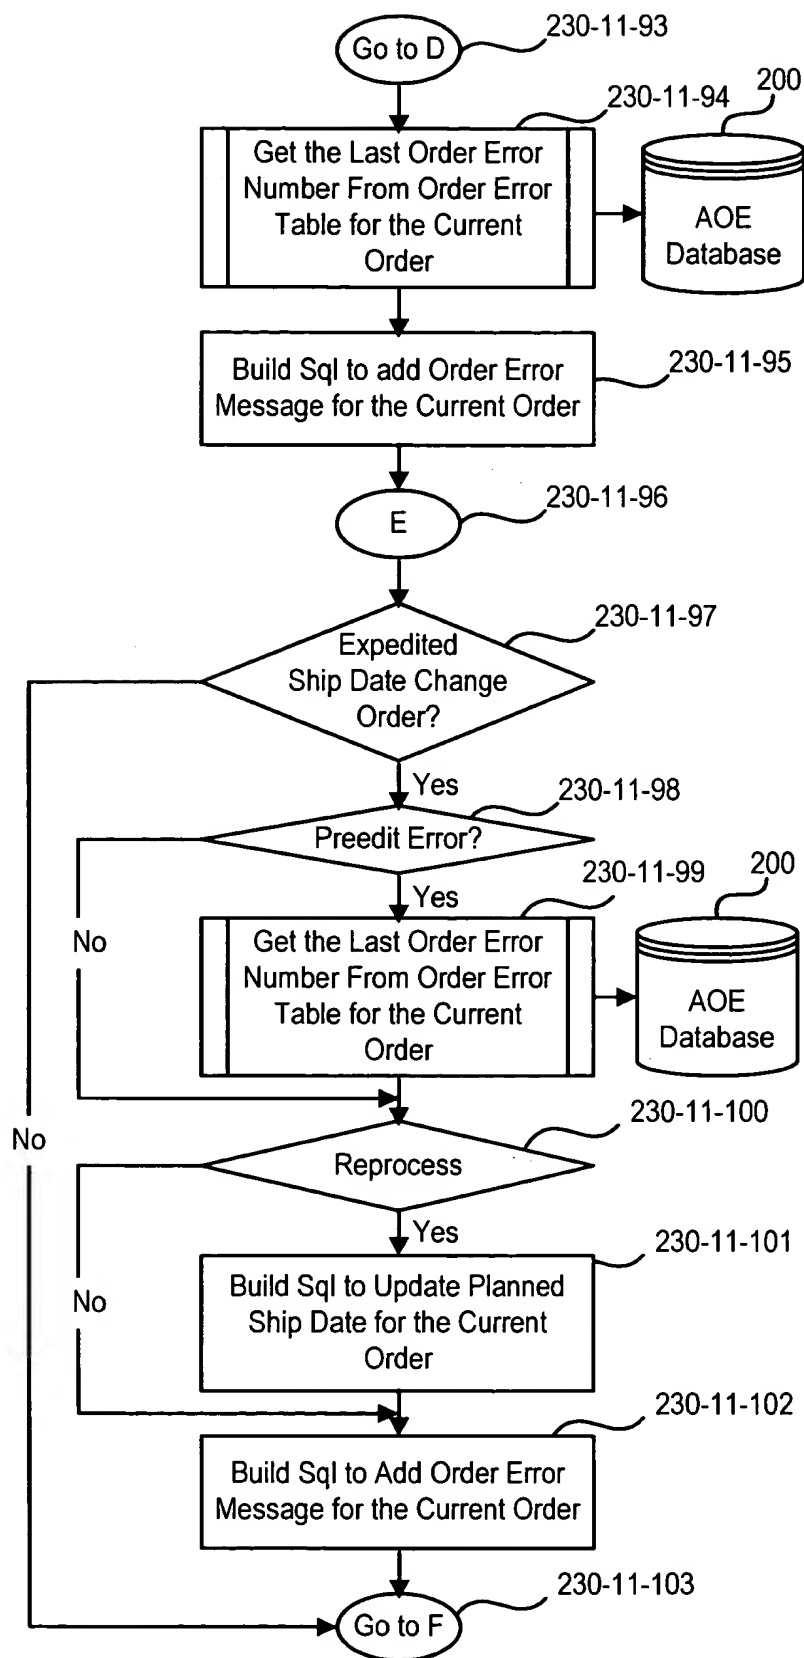 Go to D
230-11-93
230-11-94
200
Get the Last Order Error
Number From Order Error
Table for the Current
Order
AOE
Database
Build Sql to add Order Error
Message for the Current Order
230-11-95
E
230-11-96
Expedited
Ship Date Change
Order?
230-11-97
Yes
No
Preedit Error?
230-11-98
Yes
No
230-11-99
200
Get the Last Order Error
Number From Order Error
Table for the Current
Order
AOE
Database
Reprocess
230-11-100
Yes
No
230-11-101
Build Sql to Update Planned
Ship Date for the Current
Order
230-11-102
Build Sql to Add Order Error
Message for the Current Order
Go to F
230-11-103